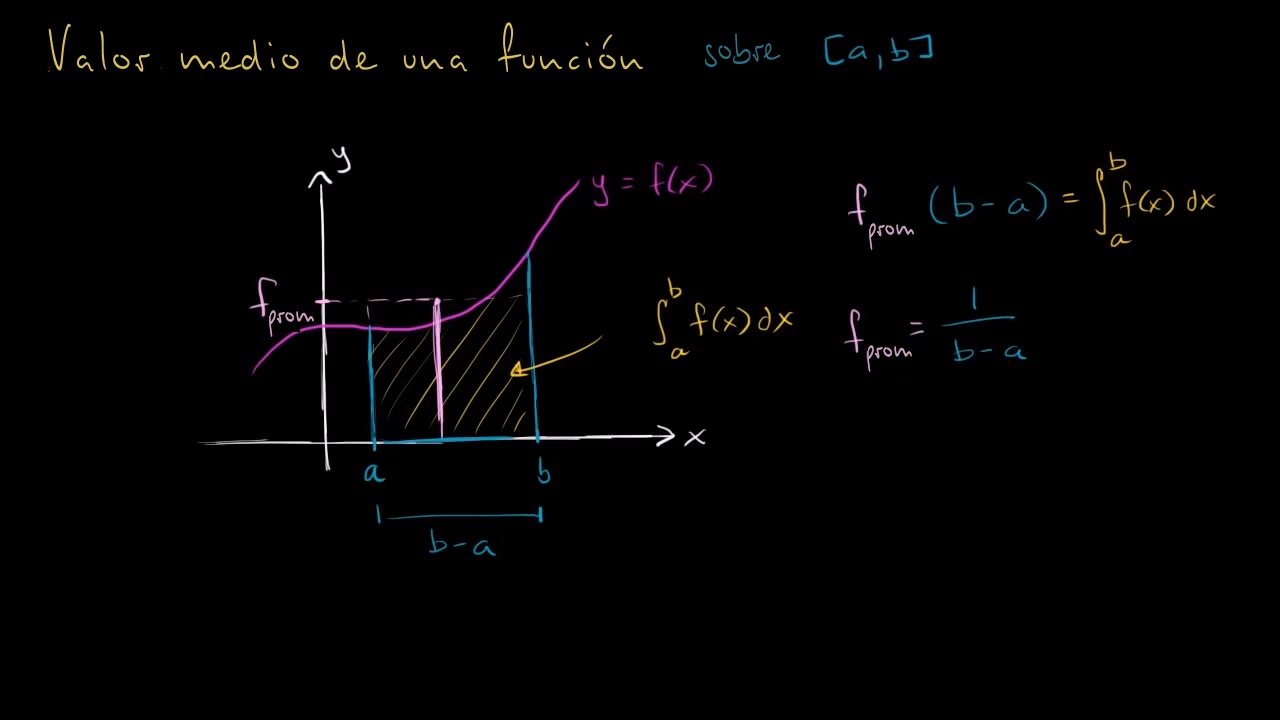 Valor medio de una función sobre [a,b]
y
y = f(x)
f_prom (b-a) = ∫_a^b f(x) dx
f_prom
∫_a^b f(x) dx
f_prom = 1/(b-a)
x
a
b
b-a